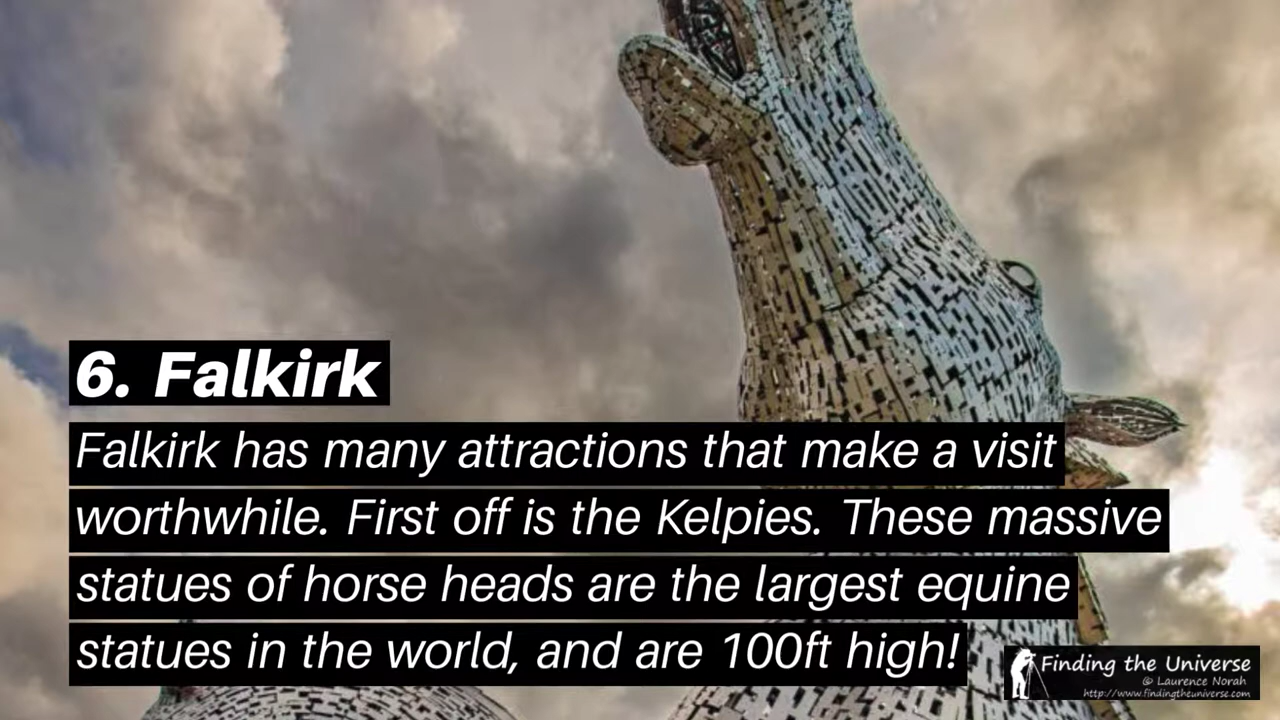 6. Falkirk
Falkirk has many attractions that make a visit
worthwhile. First off is the Kelpies. These massive
statues of horse heads are the largest equine
statues in the world, and are 100ft high!
Finding the Universe
© Laurence Norah
http://www.findingtheuniverse.com